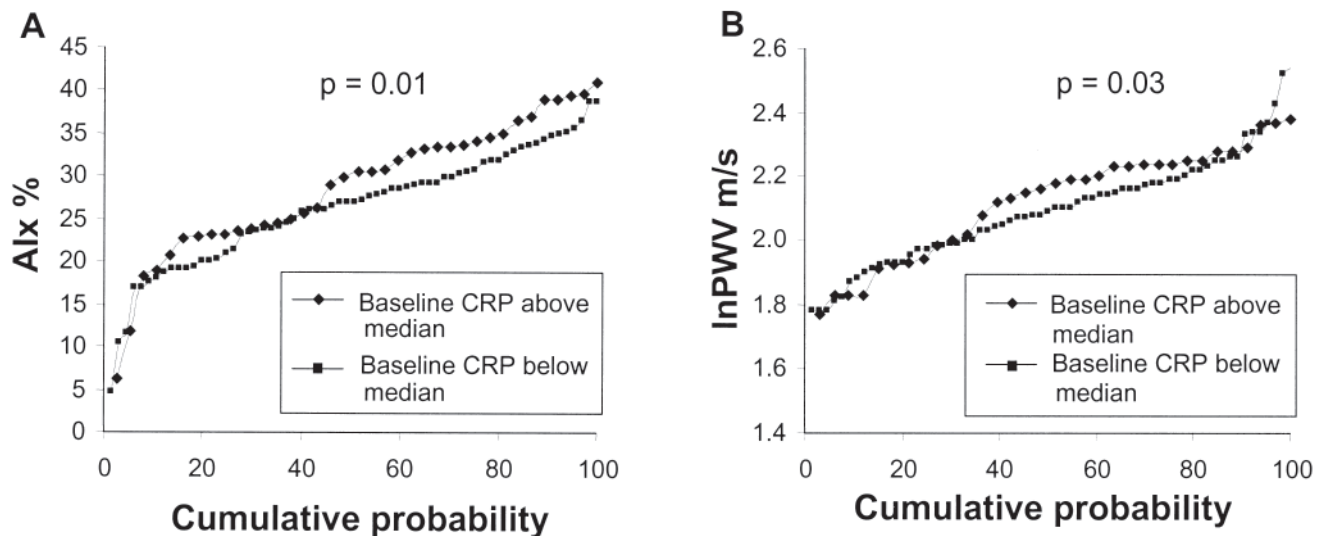 A
45
40
35
30
25
20
15
10
5
0
AIx %
p = 0.01
Baseline CRP above
median
Baseline CRP below
median
0 20 40 60 80 100
Cumulative probability
B
2.6
2.4
2.2
2.0
1.8
1.6
1.4
lnPWV m/s
p = 0.03
Baseline CRP above
median
Baseline CRP below
median
0 20 40 60 80 100
Cumulative probability